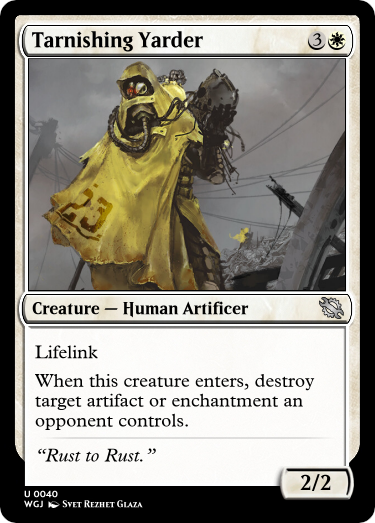 Tarnishing Yarder 3
23
Creature — Human Artificer
Lifelink
When this creature enters, destroy
target artifact or enchantment an
opponent controls.
“Rust to Rust.”
2/2
U 0040
WGJ Svet Rezhet Glaza